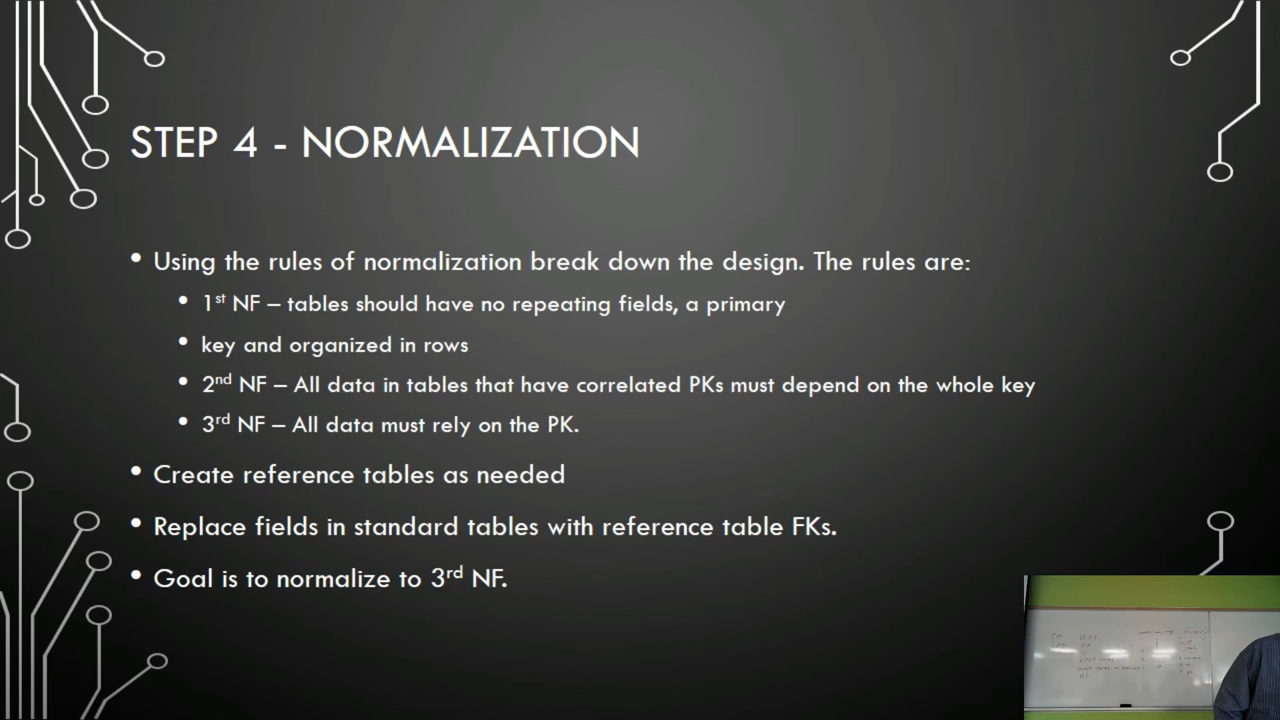 STEP 4 - NORMALIZATION
• Using the rules of normalization break down the design. The rules are:
• 1st NF – tables should have no repeating fields, a primary
• key and organized in rows
• 2nd NF – All data in tables that have correlated PKs must depend on the whole key
• 3rd NF – All data must rely on the PK.
• Create reference tables as needed
• Replace fields in standard tables with reference table FKs.
• Goal is to normalize to 3rd NF.